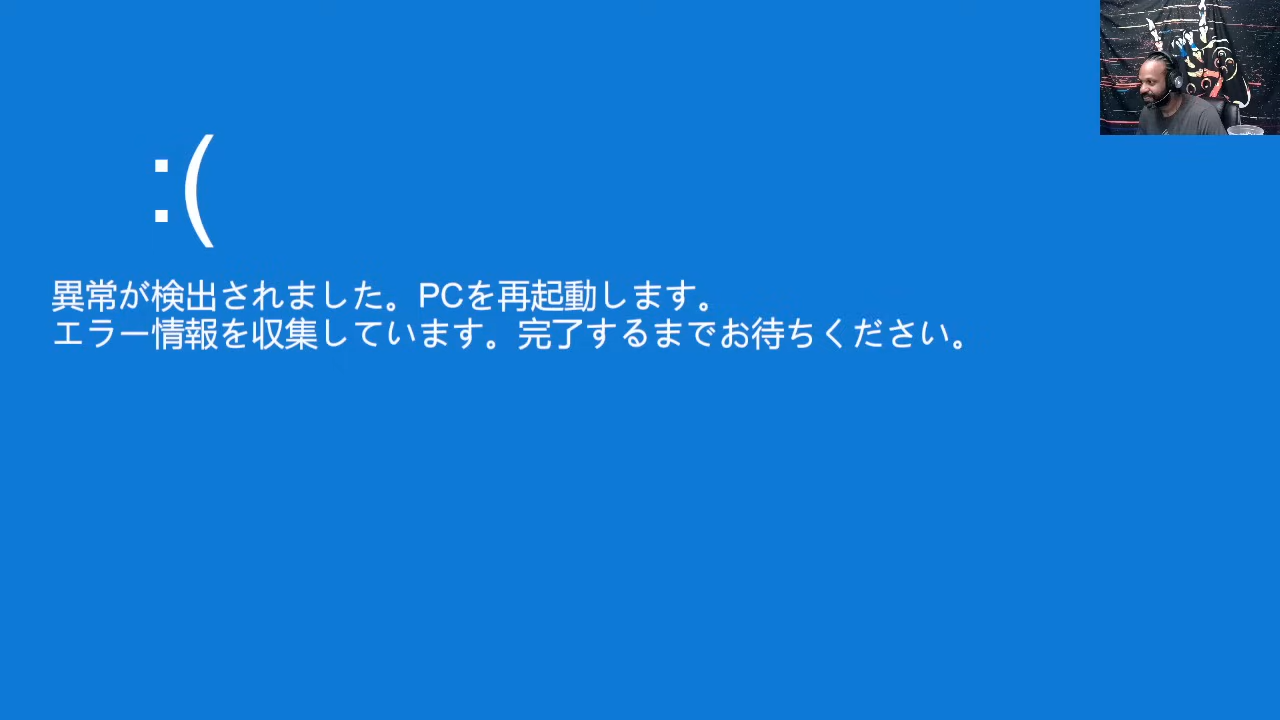 :(
異常が検出されました。PCを再起動します。
エラー情報を収集しています。完了するまでお待ちください。